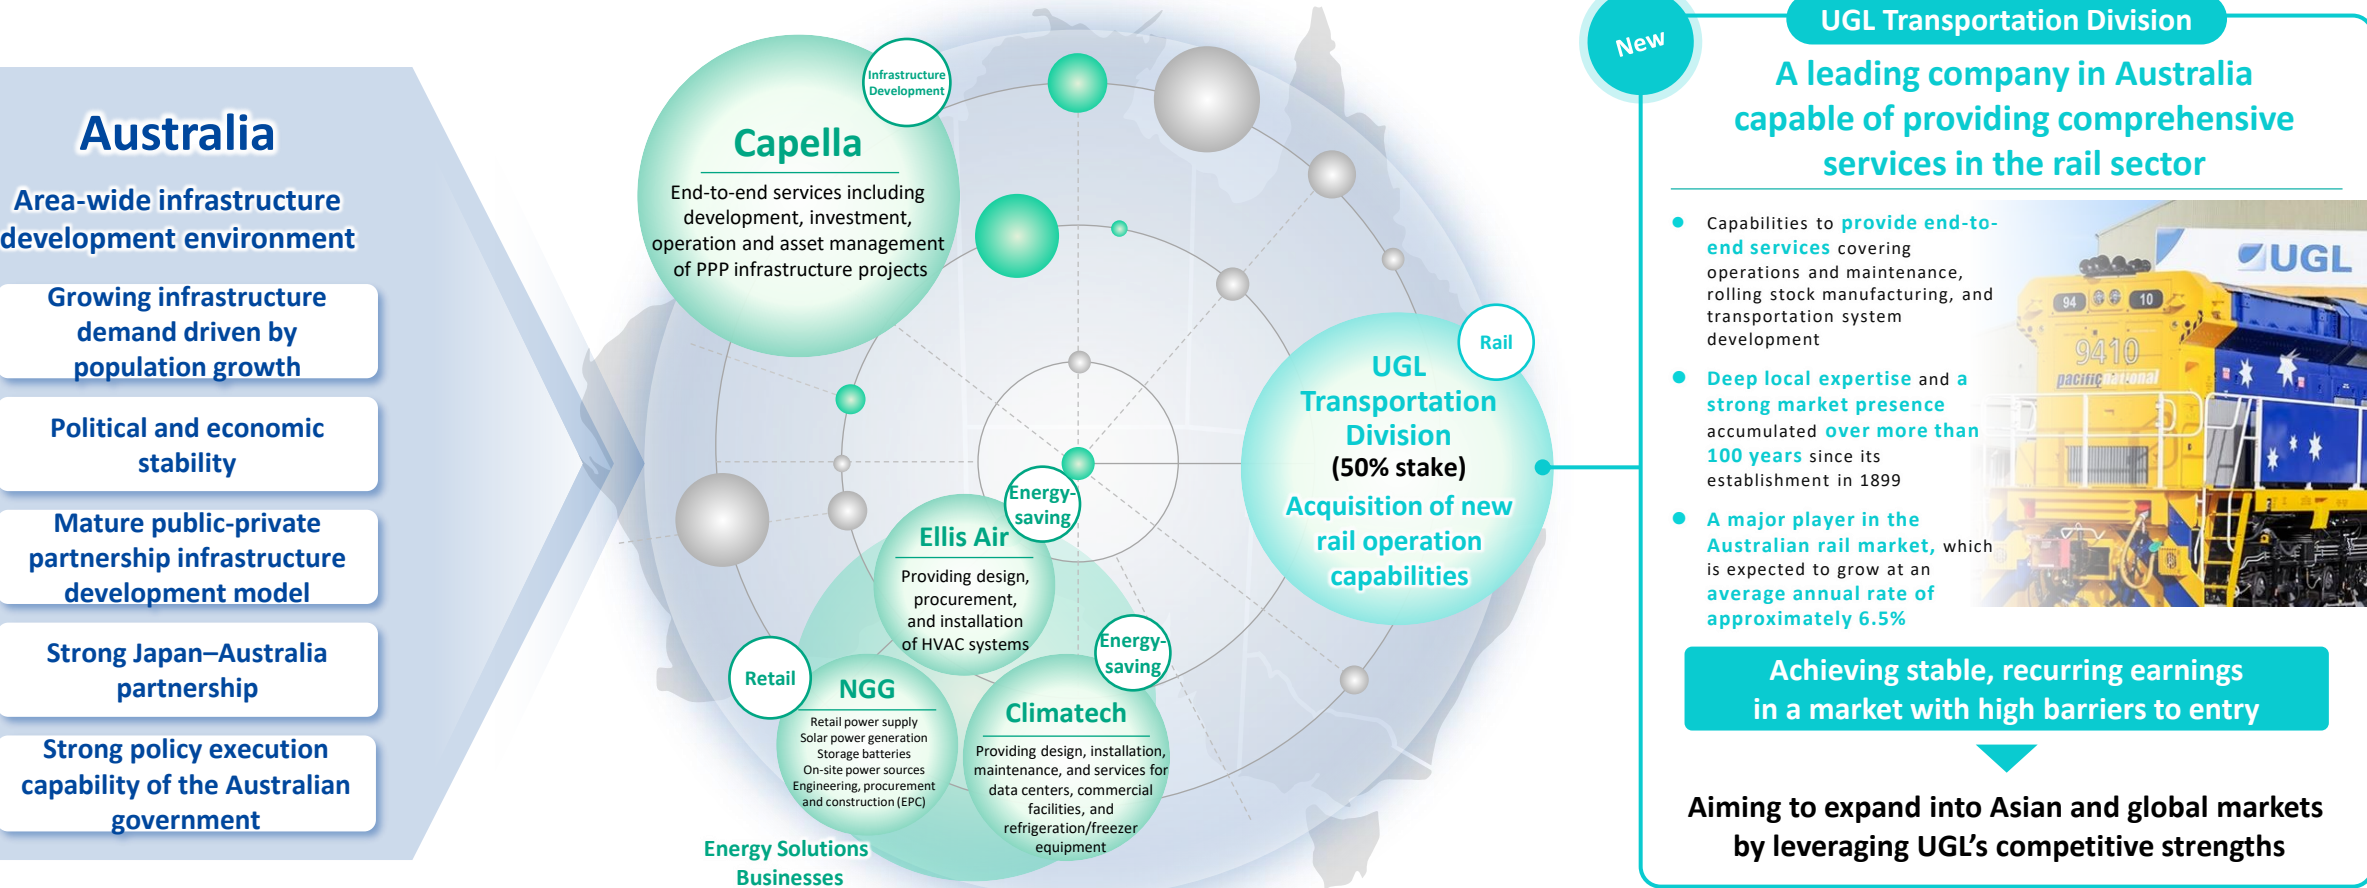 Australia
Area-wide infrastructure
development environment
Growing infrastructure
demand driven by
population growth
Political and economic
stability
Mature public-private
partnership infrastructure
development model
Strong Japan–Australia
partnership
Strong policy execution
capability of the Australian
government
Infrastructure
Development
Capella
End-to-end services including
development, investment,
operation and asset management
of PPP infrastructure projects
Rail
UGL
Transportation
Division
(50% stake)
Acquisition of new
rail operation
capabilities
Energy-
saving
Ellis Air
Providing design,
procurement,
and installation
of HVAC systems
Retail
NGG
Retail power supply
Solar power generation
Storage batteries
On-site power sources
Engineering, procurement
and construction (EPC)
Energy-
saving
Climatech
Providing design, installation,
maintenance, and services for
data centers, commercial
facilities, and
refrigeration/freezer
equipment
Energy Solutions
Businesses
New
UGL Transportation Division
A leading company in Australia
capable of providing comprehensive
services in the rail sector
● Capabilities to provide end-to-
end services covering
operations and maintenance,
rolling stock manufacturing, and
transportation system
development
● Deep local expertise and a
strong market presence
accumulated over more than
100 years since its
establishment in 1899
● A major player in the
Australian rail market, which
is expected to grow at an
average annual rate of
approximately 6.5%
UGL
94 10
9410
pacific national
Achieving stable, recurring earnings
in a market with high barriers to entry
Aiming to expand into Asian and global markets
by leveraging UGL's competitive strengths